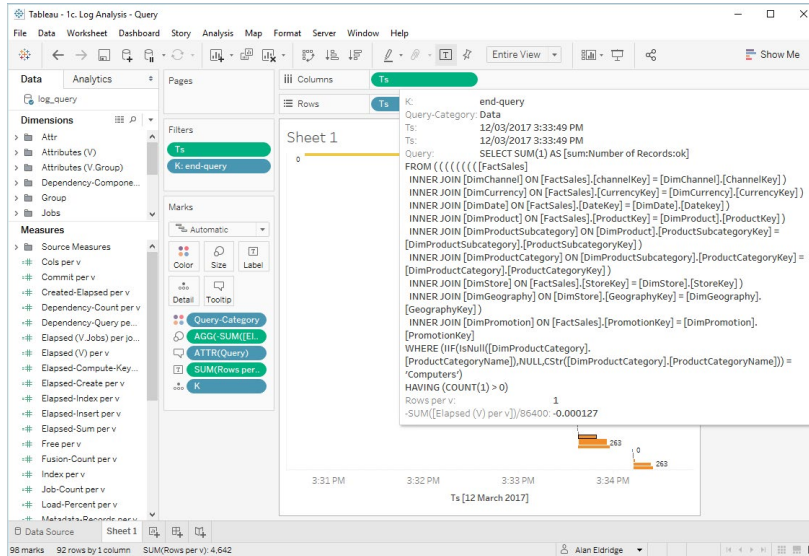 Tableau - 1c. Log Analysis - Query
File Data Worksheet Dashboard Story Analysis Map Format Server Window Help
Entire View
Show Me
Data Analytics
Pages
Columns Ts
log_query
Rows Ts
Dimensions
Attr
Attributes (V)
Attributes (V.Group)
Dependency-Compone...
Group
Jobs
Measures
Source Measures
Cols per v
Commit per v
Created-Elapsed per v
Dependency-Count per v
Dependency-Query pe...
Elapsed (V.Jobs) per jo...
Elapsed (V) per v
Elapsed-Compute-Key...
Elapsed-Create per v
Elapsed-Index per v
Elapsed-Insert per v
Elapsed-Sum per v
Free per v
Fusion-Count per v
Index per v
Job-Count per v
Load-Percent per v
Metadata-Records per v
Filters
Ts
K: end-query
Marks
Automatic
Color Size Label
Detail Tooltip
Query-Category
AGG(-SUM([El..
ATTR(Query)
SUM(Rows per..
K
Sheet 1
0
K: end-query
Query-Category: Data
Ts: 12/03/2017 3:33:49 PM
Ts: 12/03/2017 3:33:49 PM
Query: SELECT SUM(1) AS [sum:Number of Records:ok]
FROM ( ( ( ( ( ( ( ( [FactSales]
INNER JOIN [DimChannel] ON [FactSales].[channelKey] = [DimChannel].[ChannelKey] )
INNER JOIN [DimCurrency] ON [FactSales].[CurrencyKey] = [DimCurrency].[CurrencyKey] )
INNER JOIN [DimDate] ON [FactSales].[DateKey] = [DimDate].[Datekey] )
INNER JOIN [DimProduct] ON [FactSales].[ProductKey] = [DimProduct].[ProductKey] )
INNER JOIN [DimProductSubcategory] ON [DimProduct].[ProductSubcategoryKey] =
[DimProductSubcategory].[ProductSubcategoryKey] )
INNER JOIN [DimProductCategory] ON [DimProductSubcategory].[ProductCategoryKey] =
[DimProductCategory].[ProductCategoryKey] )
INNER JOIN [DimStore] ON [FactSales].[StoreKey] = [DimStore].[StoreKey] )
INNER JOIN [DimGeography] ON [DimStore].[GeographyKey] = [DimGeography].
[GeographyKey] )
INNER JOIN [DimPromotion] ON [FactSales].[PromotionKey] = [DimPromotion].
[PromotionKey]
WHERE (IIF(IsNull([DimProductCategory].
[ProductCategoryName]),NULL,CStr([DimProductCategory].[ProductCategoryName])) =
'Computers')
HAVING (COUNT(1) > 0)
Rows per v: 1
-SUM([Elapsed (V) per v])/86400: -0.000127
263
0
263
3:31 PM 3:32 PM 3:33 PM 3:34 PM
Ts [12 March 2017]
Data Source Sheet 1
98 marks 92 rows by 1 column SUM(Rows per v): 4,642
Alan Eldridge